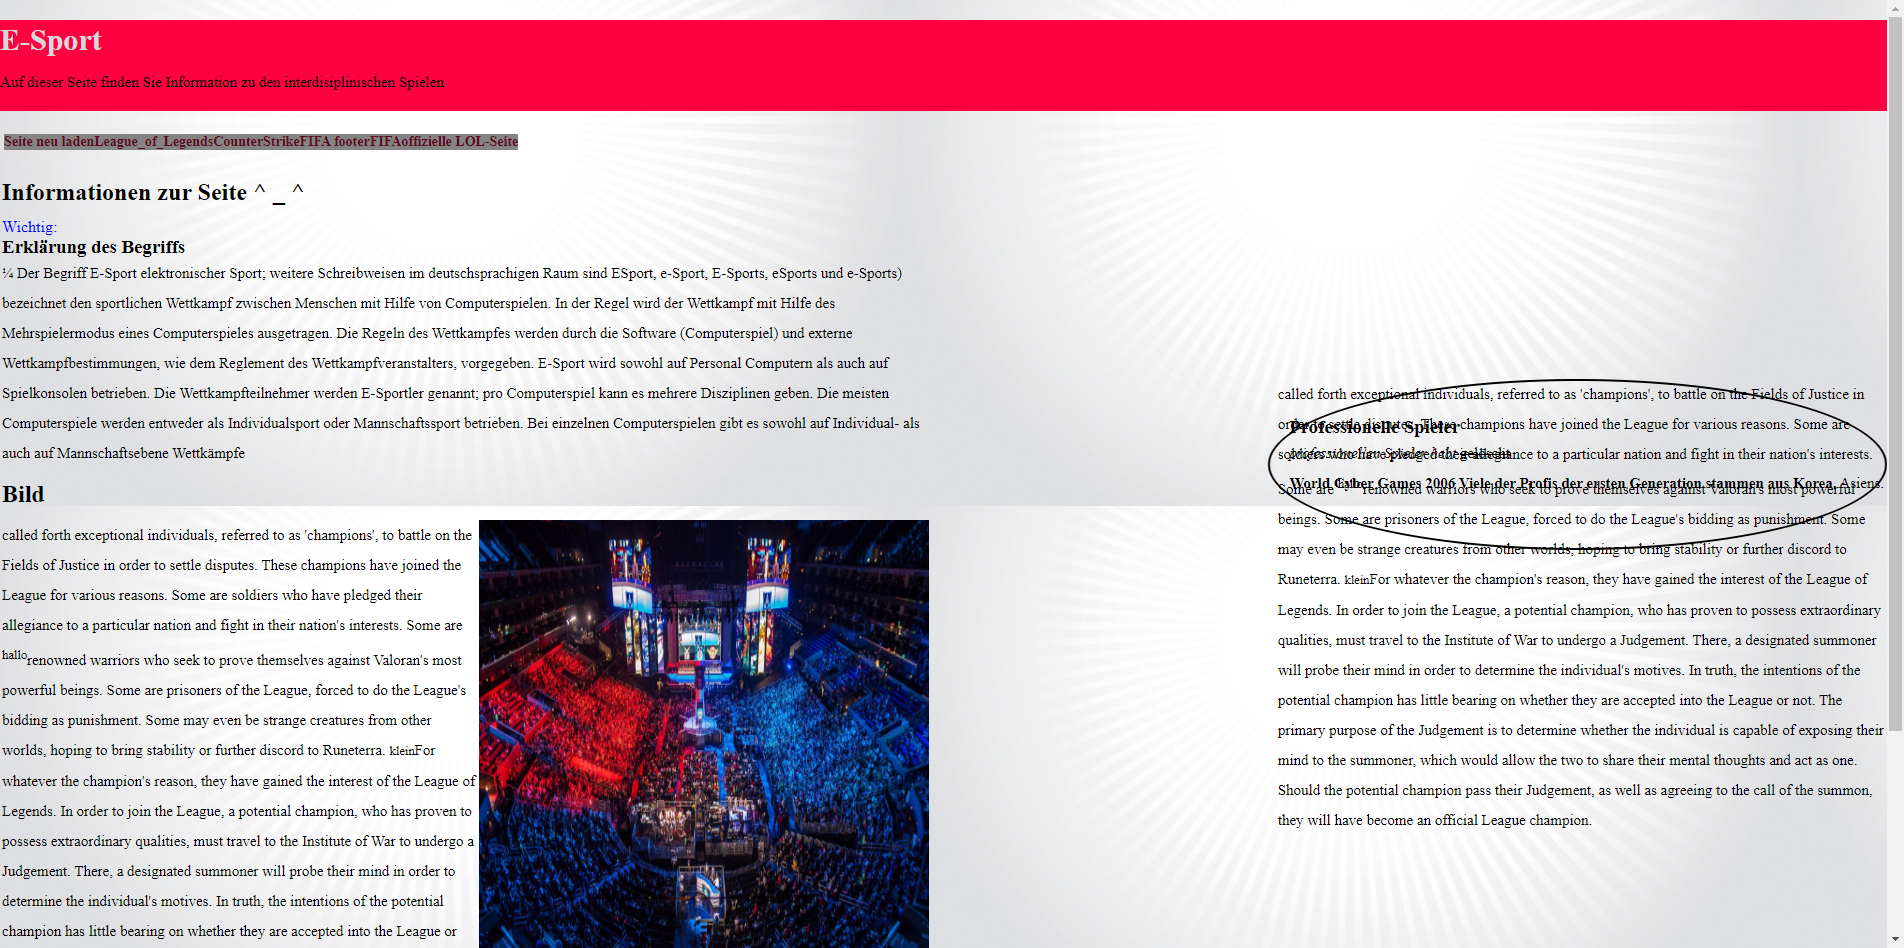 E-Sport
Auf dieser Seite finden Sie Information zu den interdisiplinischen Spielen
Seite neu ladenLeague_of_LegendsCounterStrikeFIFA footerFIFAoffizielle LOL-Seite
Informationen zur Seite ^ _ ^
Wichtig:
Erklärung des Begriffs
¼ Der Begriff E-Sport elektronischer Sport; weitere Schreibweisen im deutschsprachigen Raum sind ESport, e-Sport, E-Sports, eSports und e-Sports)
bezeichnet den sportlichen Wettkampf zwischen Menschen mit Hilfe von Computerspielen. In der Regel wird der Wettkampf mit Hilfe des
Mehrspielermodus eines Computerspieles ausgetragen. Die Regeln des Wettkampfes werden durch die Software (Computerspiel) und externe
Wettkampfbestimmungen, wie dem Reglement des Wettkampfveranstalters, vorgegeben. E-Sport wird sowohl auf Personal Computern als auch auf
Spielkonsolen betrieben. Die Wettkampfteilnehmer werden E-Sportler genannt; pro Computerspiel kann es mehrere Disziplinen geben. Die meisten
Computerspiele werden entweder als Individualsport oder Mannschaftssport betrieben. Bei einzelnen Computerspielen gibt es sowohl auf Individual- als
auch auf Mannschaftsebene Wettkämpfe
Bild
called forth exceptional individuals, referred to as 'champions', to battle on the
Fields of Justice in order to settle disputes. These champions have joined the
League for various reasons. Some are soldiers who have pledged their
allegiance to a particular nation and fight in their nation's interests. Some are
hallorenowned warriors who seek to prove themselves against Valoran's most
powerful beings. Some are prisoners of the League, forced to do the League's
bidding as punishment. Some may even be strange creatures from other
worlds, hoping to bring stability or further discord to Runeterra. kleinFor
whatever the champion's reason, they have gained the interest of the League of
Legends. In order to join the League, a potential champion, who has proven to
possess extraordinary qualities, must travel to the Institute of War to undergo a
Judgement. There, a designated summoner will probe their mind in order to
determine the individual's motives. In truth, the intentions of the potential
champion has little bearing on whether they are accepted into the League or
called forth exceptional individuals, referred to as 'champions', to battle on the Fields of Justice in
order to settle disputes. These champions have joined the League for various reasons. Some are
Professionelle Spieler
soldiers who have pledged their allegiance to a particular nation and fight in their nation's interests.
professionellen Spieler habt gelöscht
World Cyber Games 2006 Viele der Profis der ersten Generation stammen aus Korea, Asiens.
Some are hallorenowned warriors who seek to prove themselves against Valoran's most powerful
beings. Some are prisoners of the League, forced to do the League's bidding as punishment. Some
may even be strange creatures from other worlds, hoping to bring stability or further discord to
Runeterra. kleinFor whatever the champion's reason, they have gained the interest of the League of
Legends. In order to join the League, a potential champion, who has proven to possess extraordinary
qualities, must travel to the Institute of War to undergo a Judgement. There, a designated summoner
will probe their mind in order to determine the individual's motives. In truth, the intentions of the
potential champion has little bearing on whether they are accepted into the League or not. The
primary purpose of the Judgement is to determine whether the individual is capable of exposing their
mind to the summoner, which would allow the two to share their mental thoughts and act as one.
Should the potential champion pass their Judgement, as well as agreeing to the call of the summon,
they will have become an official League champion.